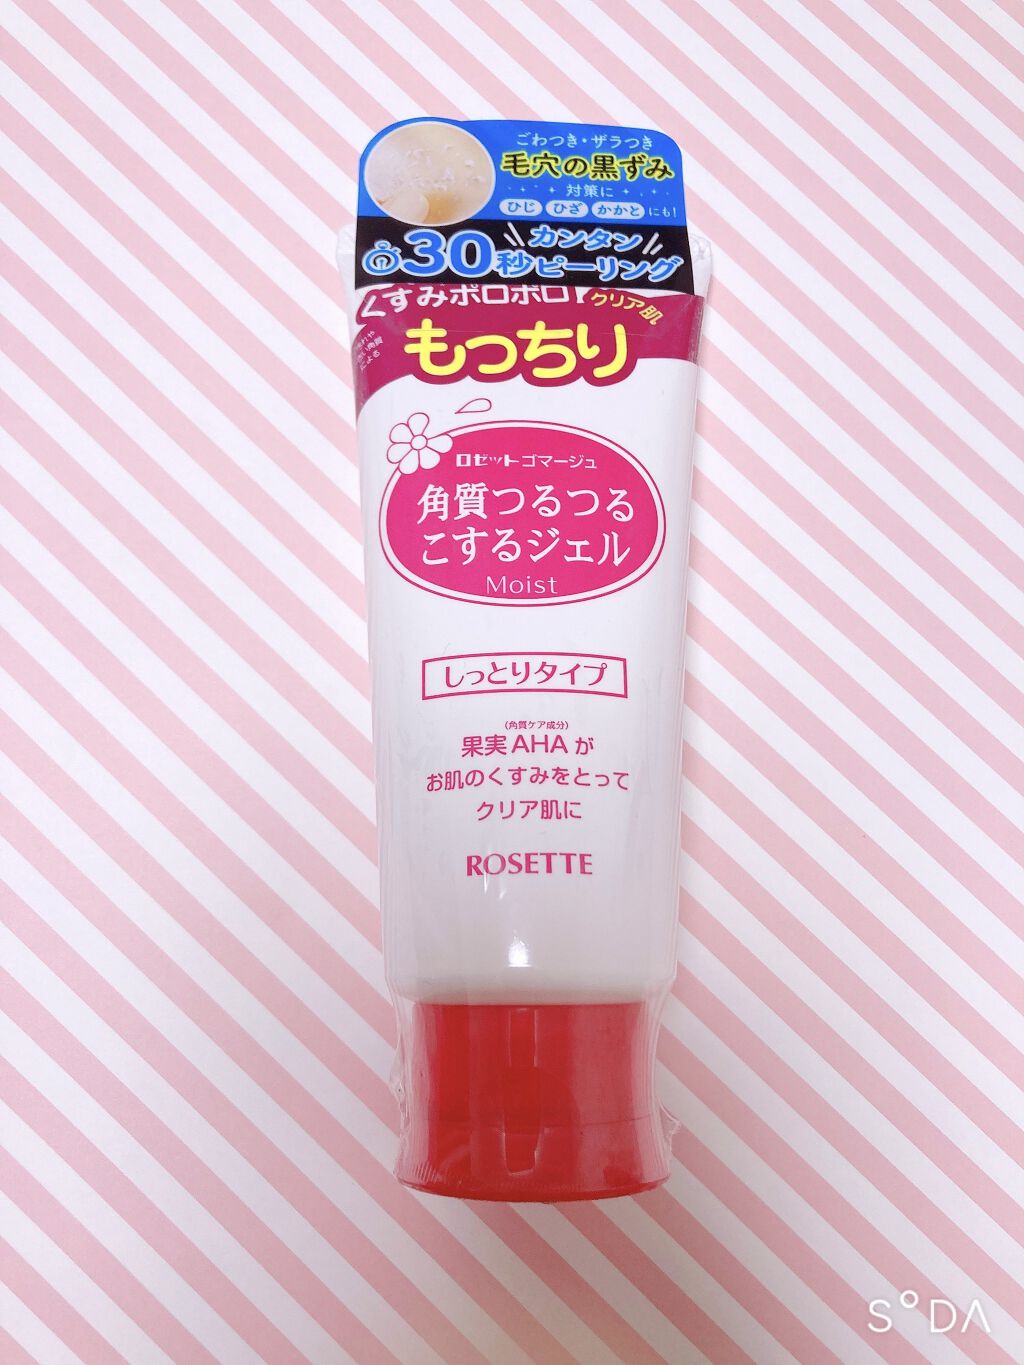 ごわつき・ザラつき
毛穴の黒ずみ
対策に
ひじ ひざ かかと にも!
30秒 カンタン
ピーリング
くすみポロポロ! クリア肌
もっちり
ロゼットゴマージュ
角質つるつる
こするジェル
Moist
しっとりタイプ
(角質ケア成分)
果実AHAが
お肌のくすみをとって
クリア肌に
ROSETTE
SODA